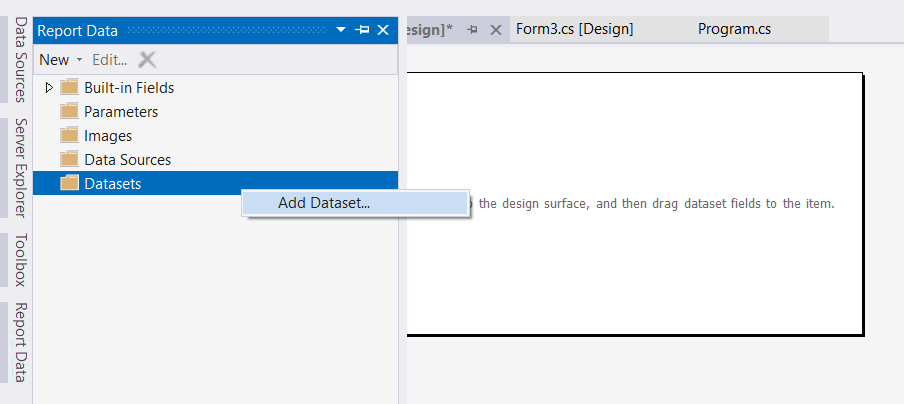 Data Sources
Server Explorer
Toolbox
Report Data
Report Data
New Edit...
Built-in Fields
Parameters
Images
Data Sources
Datasets
Add Dataset...
esign]* Form3.cs [Design] Program.cs
the design surface, and then drag dataset fields to the item.